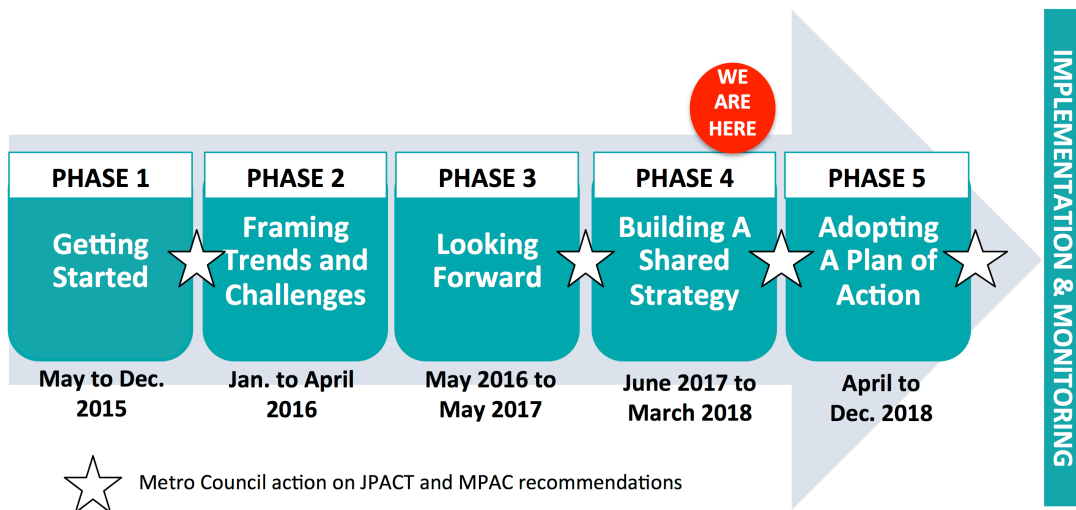 WE
ARE
HERE
PHASE 1
Getting
Started
May to Dec.
2015
PHASE 2
Framing
Trends and
Challenges
Jan. to April
2016
PHASE 3
Looking
Forward
May 2016 to
May 2017
PHASE 4
Building A
Shared
Strategy
June 2017 to
March 2018
PHASE 5
Adopting
A Plan of
Action
April to
Dec. 2018
IMPLEMENTATION & MONITORING
Metro Council action on JPACT and MPAC recommendations